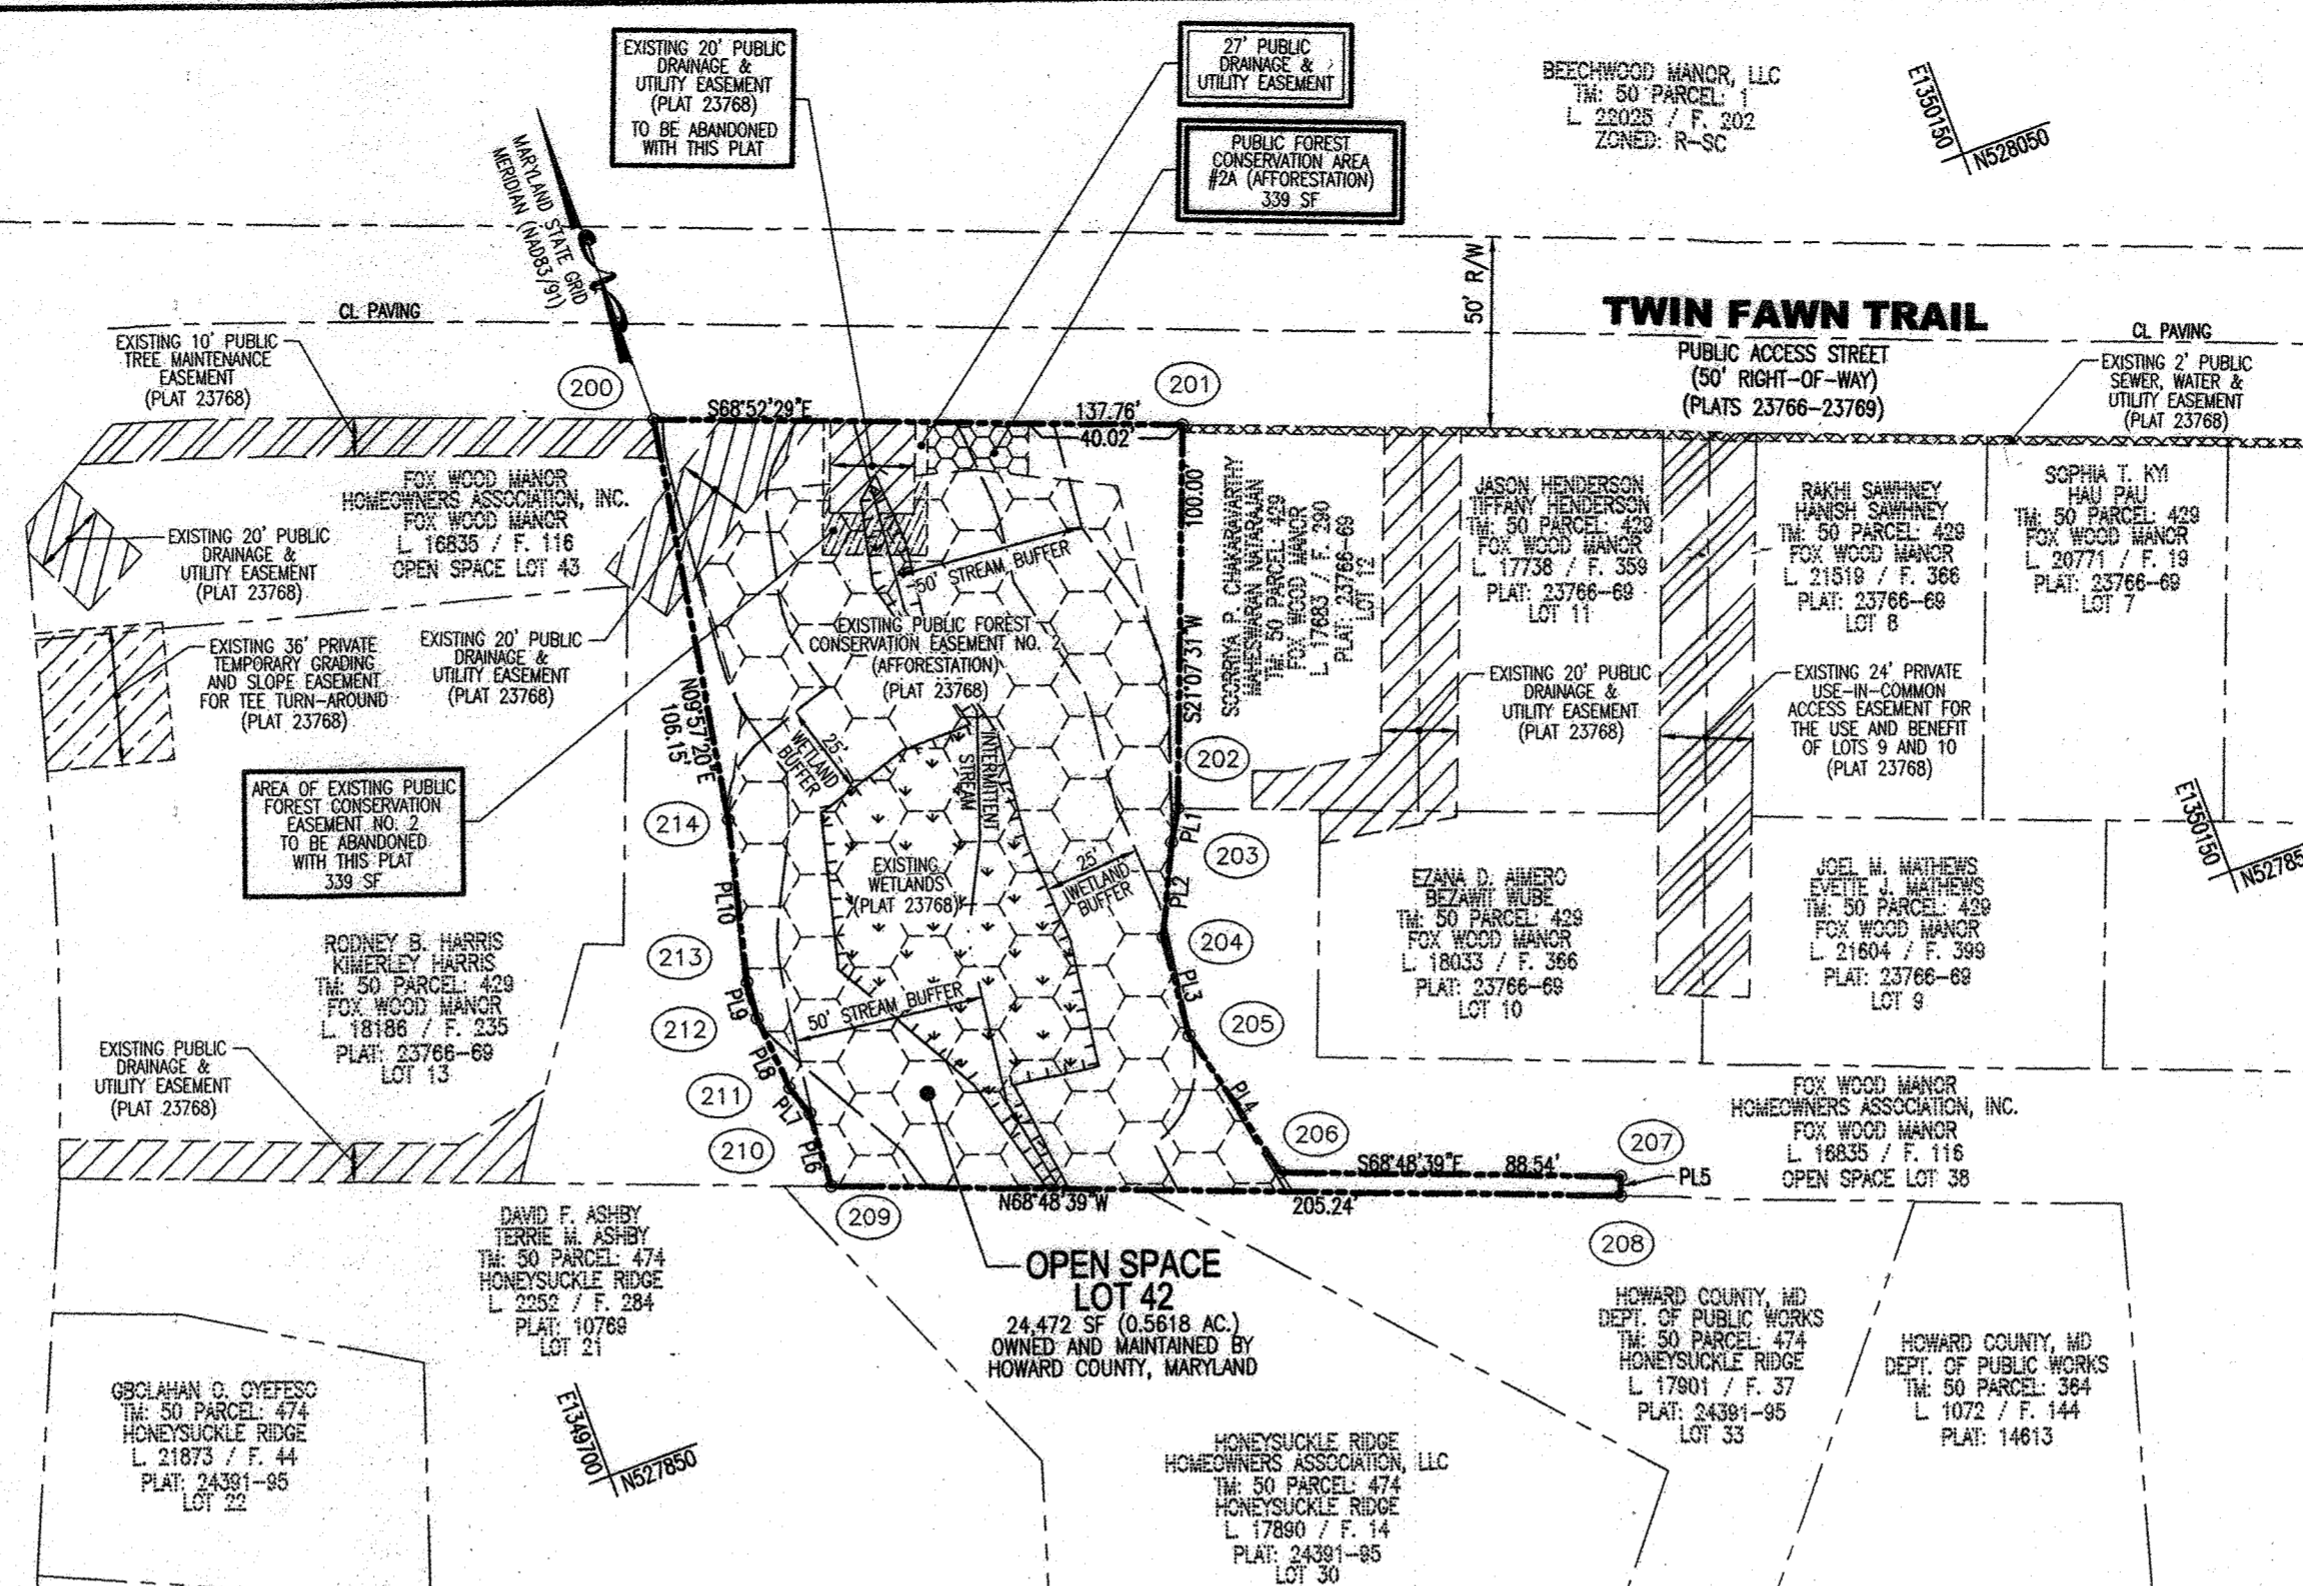 EXISTING 20' PUBLIC
DRAINAGE &
UTILITY EASEMENT
(PLAT 23768)
TO BE ABANDONED
WITH THIS PLAT
27' PUBLIC
DRAINAGE &
UTILITY EASEMENT
PUBLIC FOREST
CONSERVATION AREA
#2A (AFFORESTATION)
339 SF
BEECHWOOD MANOR, LLC
TM: 50 PARCEL: 1
L. 22025 / F. 202
ZONED: R-SC
E1350150
N528050
MARYLAND STATE GRID
MERIDIAN (NAD83/91)
CL PAVING
50' R/W
TWIN FAWN TRAIL
PUBLIC ACCESS STREET
(50' RIGHT-OF-WAY)
(PLATS 23766-23769)
CL PAVING
EXISTING 2' PUBLIC
SEWER, WATER &
UTILITY EASEMENT
(PLAT 23768)
EXISTING 10' PUBLIC
TREE MAINTENANCE
EASEMENT
(PLAT 23768)
200
S68°52'29"E
137.76'
40.02'
201
FOX WOOD MANOR
HOMEOWNERS ASSOCIATION, INC.
FOX WOOD MANOR
L. 16835 / F. 116
OPEN SPACE LOT 43
EXISTING 20' PUBLIC
DRAINAGE &
UTILITY EASEMENT
(PLAT 23768)
EXISTING 36' PRIVATE
TEMPORARY GRADING
AND SLOPE EASEMENT
FOR TEE TURN-AROUND
(PLAT 23768)
EXISTING 20' PUBLIC
DRAINAGE &
UTILITY EASEMENT
(PLAT 23768)
AREA OF EXISTING PUBLIC
FOREST CONSERVATION
EASEMENT NO. 2
TO BE ABANDONED
WITH THIS PLAT
339 SF
N09°57'20"E
106.15'
50' STREAM BUFFER
EXISTING PUBLIC FOREST
CONSERVATION EASEMENT NO. 2
(AFFORESTATION)
(PLAT 23768)
25'
WETLAND
BUFFER
INTERMITTENT
STREAM
EXISTING
WETLANDS
(PLAT 23768)
25'
WETLAND
BUFFER
50' STREAM BUFFER
100.00'
S21°07'31"W
MAHESWARAN NATARAJAN
TM: 50 PARCEL: 429
FOX WOOD MANOR
L. 17683 / F. 290
PLAT: 23766-69
LOT 12
JASON HENDERSON
TIFFANY HENDERSON
TM: 50 PARCEL: 429
FOX WOOD MANOR
L. 17738 / F. 359
PLAT: 23766-69
LOT 11
RAKHI SAWHNEY
HANISH SAWHNEY
TM: 50 PARCEL: 429
FOX WOOD MANOR
L. 21519 / F. 366
PLAT: 23766-69
LOT 8
SOPHIA T. KYI
HAU PAU
TM: 50 PARCEL: 429
FOX WOOD MANOR
L. 20771 / F. 19
PLAT: 23766-69
LOT 7
EXISTING 20' PUBLIC
DRAINAGE &
UTILITY EASEMENT
(PLAT 23768)
EXISTING 24' PRIVATE
USE-IN-COMMON
ACCESS EASEMENT FOR
THE USE AND BENEFIT
OF LOTS 9 AND 10
(PLAT 23768)
E1350150
N52785
202
PL1
203
PL2
204
PL3
205
PL4
206
S68°48'39"E
88.54'
207
PL5
208
214
PL10
213
PL9
212
PL8
211
PL7
210
PL6
209
N68°48'39"W
205.24'
EZANA D. AIMERO
BEZAWIT WUBE
TM: 50 PARCEL: 429
FOX WOOD MANOR
L. 18033 / F. 366
PLAT: 23766-69
LOT 10
JOEL M. MATHEWS
EVETTE J. MATHEWS
TM: 50 PARCEL: 429
FOX WOOD MANOR
L. 21604 / F. 399
PLAT: 23766-69
LOT 9
RODNEY B. HARRIS
KIMERLEY HARRIS
TM: 50 PARCEL: 429
FOX WOOD MANOR
L. 18186 / F. 235
PLAT: 23766-69
LOT 13
EXISTING PUBLIC
DRAINAGE &
UTILITY EASEMENT
(PLAT 23768)
FOX WOOD MANOR
HOMEOWNERS ASSOCIATION, INC.
FOX WOOD MANOR
L. 16835 / F. 116
OPEN SPACE LOT 38
DAVID F. ASHBY
TERRIE M. ASHBY
TM: 50 PARCEL: 474
HONEYSUCKLE RIDGE
L. 2252 / F. 284
PLAT: 10769
LOT 21
OPEN SPACE
LOT 42
24,472 SF (0.5618 AC.)
OWNED AND MAINTAINED BY
HOWARD COUNTY, MARYLAND
HOWARD COUNTY, MD
DEPT. OF PUBLIC WORKS
TM: 50 PARCEL: 474
HONEYSUCKLE RIDGE
L. 17901 / F. 37
PLAT: 24391-95
LOT 33
HOWARD COUNTY, MD
DEPT. OF PUBLIC WORKS
TM: 50 PARCEL: 364
L. 1072 / F. 144
PLAT: 14613
GBOLAHAN O. OYEFESO
TM: 50 PARCEL: 474
HONEYSUCKLE RIDGE
L. 21873 / F. 44
PLAT: 24391-95
LOT 22
E1349700
N527850
HONEYSUCKLE RIDGE
HOMEOWNERS ASSOCIATION, LLC
TM: 50 PARCEL: 474
HONEYSUCKLE RIDGE
L. 17890 / F. 14
PLAT: 24391-95
LOT 30